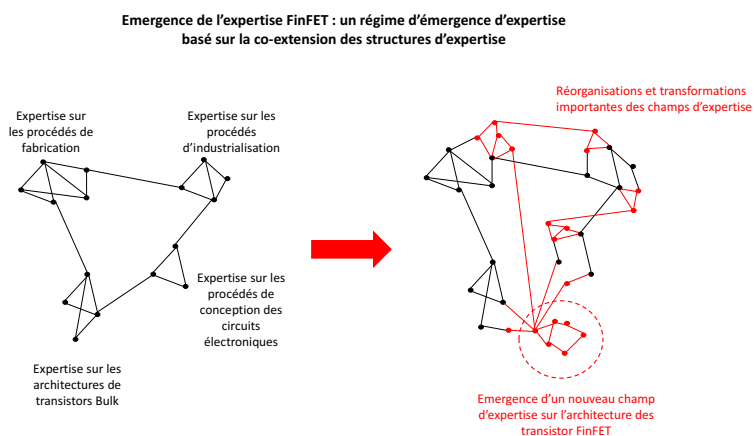 Emergence de l'expertise FinFET : un régime d'émergence d'expertise
basé sur la co-extension des structures d'expertise
Expertise sur
les procédés de
fabrication
Expertise sur
les procédés
d'industrialisation
Expertise sur les
procédés de
conception des
circuits
électroniques
Expertise sur les
architectures de
transistors Bulk
Réorganisations et transformations
importantes des champs d'expertise
Emergence d'un nouveau champ
d'expertise sur l'architecture des
transistor FinFET